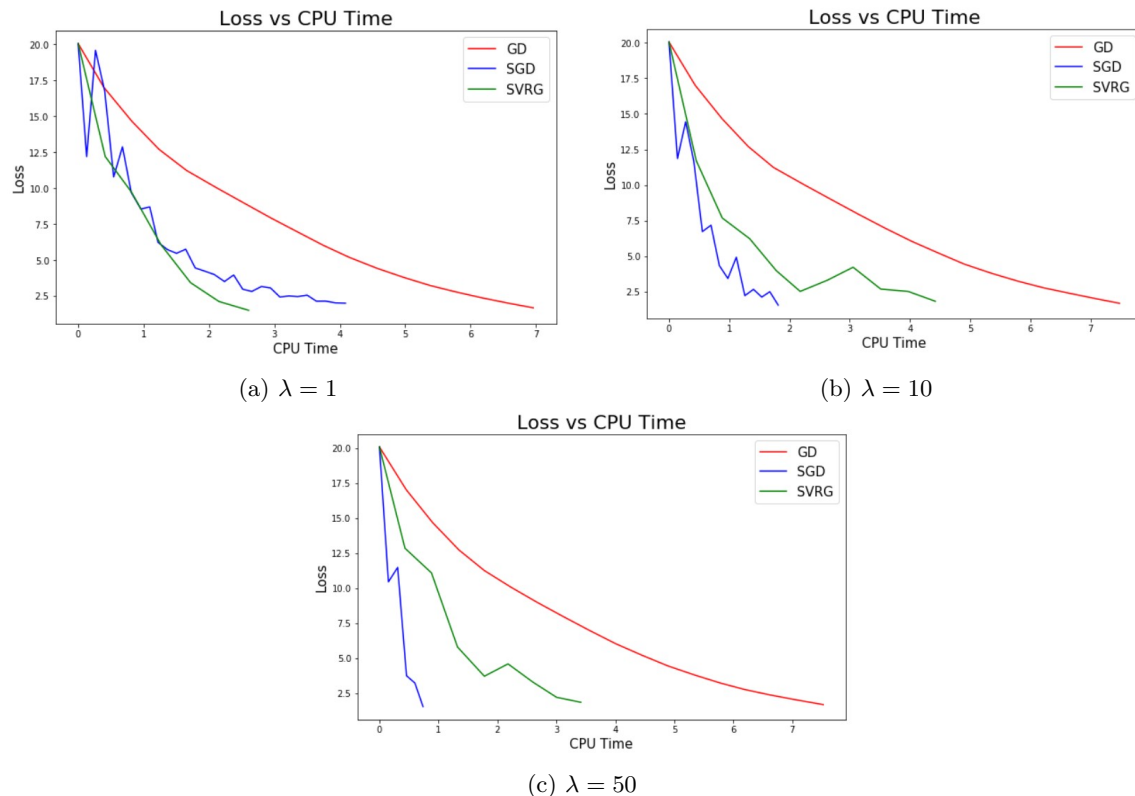 Loss vs CPU Time
20.0
17.5
15.0
12.5
10.0
7.5
5.0
2.5
Loss
0 1 2 3 4 5 6 7
CPU Time
GD
SGD
SVRG
(a) λ = 1
Loss vs CPU Time
20.0
17.5
15.0
12.5
10.0
7.5
5.0
2.5
Loss
0 1 2 3 4 5 6 7
CPU Time
GD
SGD
SVRG
(b) λ = 10
Loss vs CPU Time
20.0
17.5
15.0
12.5
10.0
7.5
5.0
2.5
Loss
0 1 2 3 4 5 6 7
CPU Time
GD
SGD
SVRG
(c) λ = 50